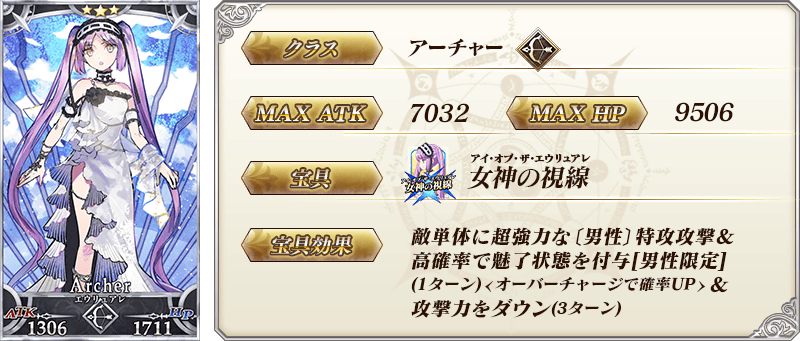 Archer
エウリュアレ
ATK
1306
HP
1711
クラス
アーチャー
MAX ATK
7032
MAX HP
9506
宝具
女神の視線
アイ・オブ・ザ・エウリュアレ
女神の視線
宝具効果
敵単体に超強力な〔男性〕特攻攻撃&
高確率で魅了状態を付与[男性限定]
(1ターン)<オーバーチャージで確率UP>&
攻撃力をダウン(3ターン)